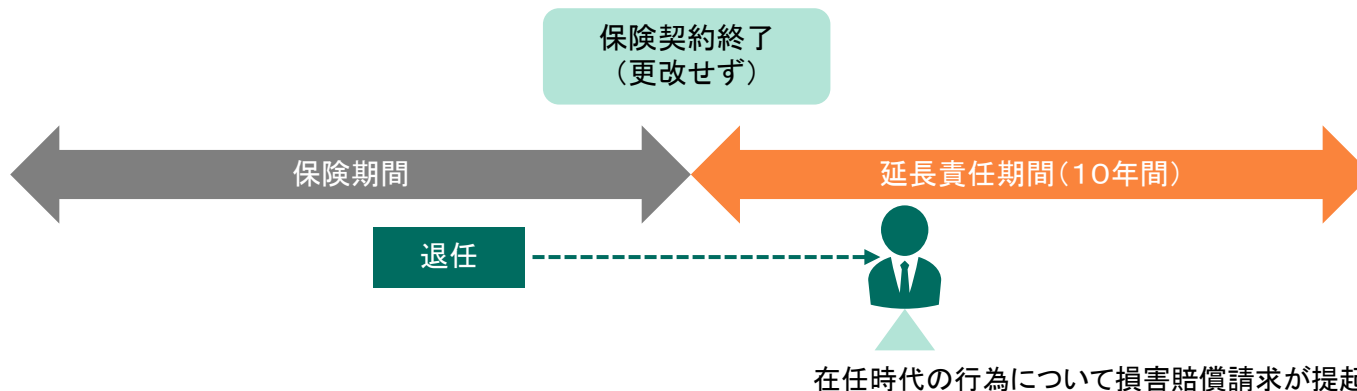 保険契約終了
（更改せず）
保険期間
延長責任期間（１０年間）
退任
在任時代の行為について損害賠償請求が提起